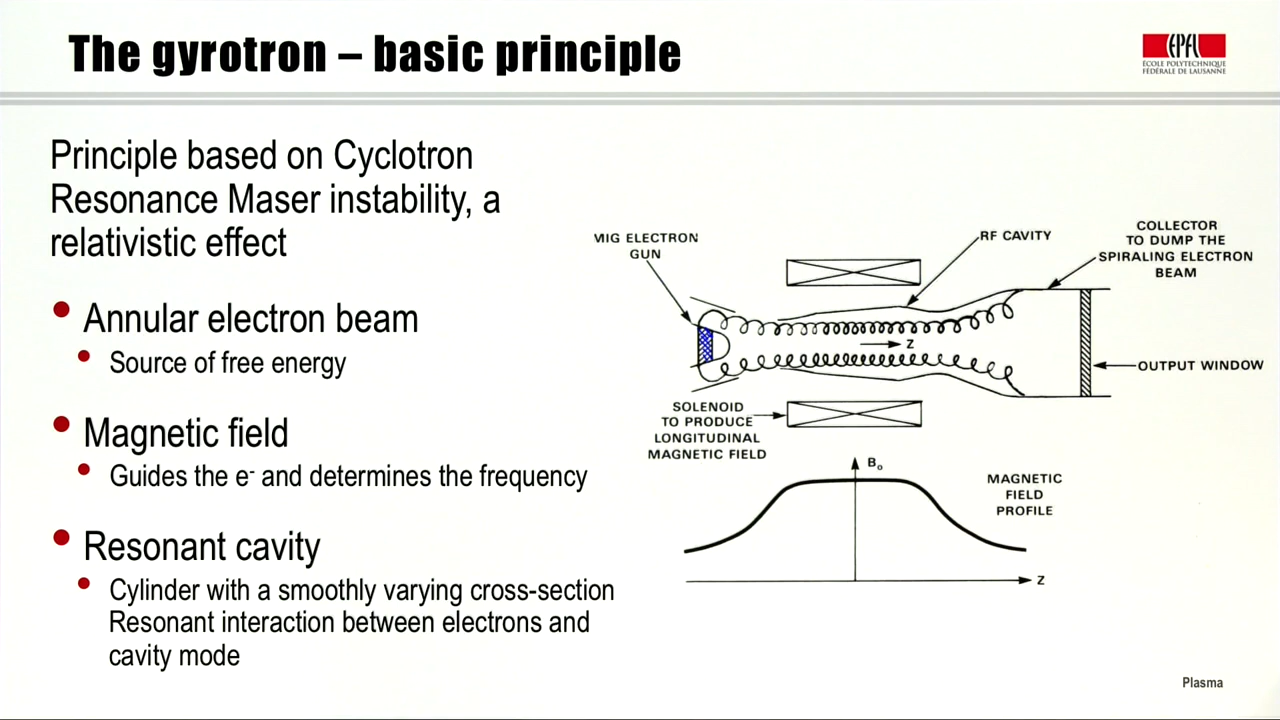 The gyrotron – basic principle
EPFL
ÉCOLE POLYTECHNIQUE
FÉDÉRALE DE LAUSANNE
Principle based on Cyclotron
Resonance Maser instability, a
relativistic effect
• Annular electron beam
• Source of free energy
• Magnetic field
• Guides the e- and determines the frequency
• Resonant cavity
• Cylinder with a smoothly varying cross-section
Resonant interaction between electrons and
cavity mode
MIG ELECTRON
GUN
RF CAVITY
COLLECTOR
TO DUMP THE
SPIRALING ELECTRON
BEAM
Z
OUTPUT WINDOW
SOLENOID
TO PRODUCE
LONGITUDINAL
MAGNETIC FIELD
Bo
MAGNETIC
FIELD
PROFILE
Z
Plasma